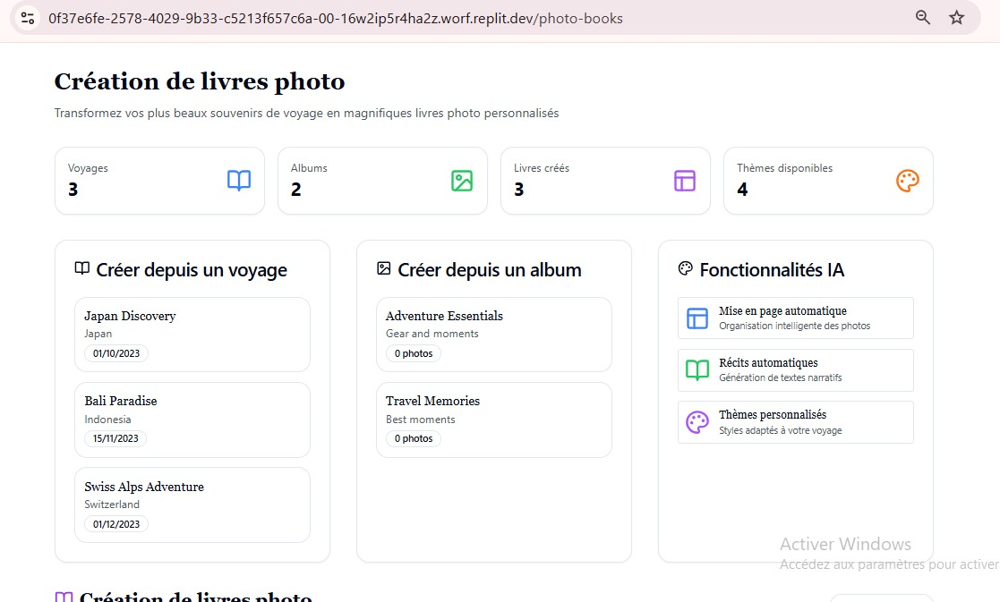 0f37e6fe-2578-4029-9b33-c5213f657c6a-00-16w2ip5r4ha2z.worf.replit.dev/photo-books
Création de livres photo
Transformez vos plus beaux souvenirs de voyage en magnifiques livres photo personnalisés
Voyages
3
Albums
2
Livres créés
3
Thèmes disponibles
4
Créer depuis un voyage
Japan Discovery
Japan
01/10/2023
Bali Paradise
Indonesia
15/11/2023
Swiss Alps Adventure
Switzerland
01/12/2023
Créer depuis un album
Adventure Essentials
Gear and moments
0 photos
Travel Memories
Best moments
0 photos
Fonctionnalités IA
Mise en page automatique
Organisation intelligente des photos
Récits automatiques
Génération de textes narratifs
Thèmes personnalisés
Styles adaptés à votre voyage
Activer Windows
Accédez aux paramètres pour activer
Création de livres photo